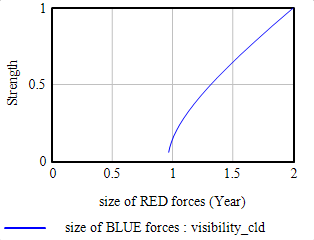 1
Strength
0.5
0
0 0.5 1 1.5 2
size of RED forces (Year)
size of BLUE forces : visibility_cld